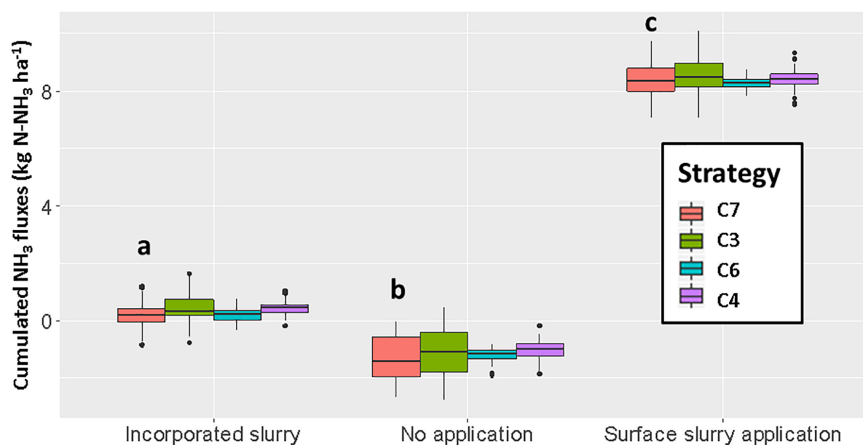 Cumulated NH₃ fluxes (kg N-NH₃ ha⁻¹)
8
4
0
a
b
c
Strategy
C7
C3
C6
C4
Incorporated slurry
No application
Surface slurry application